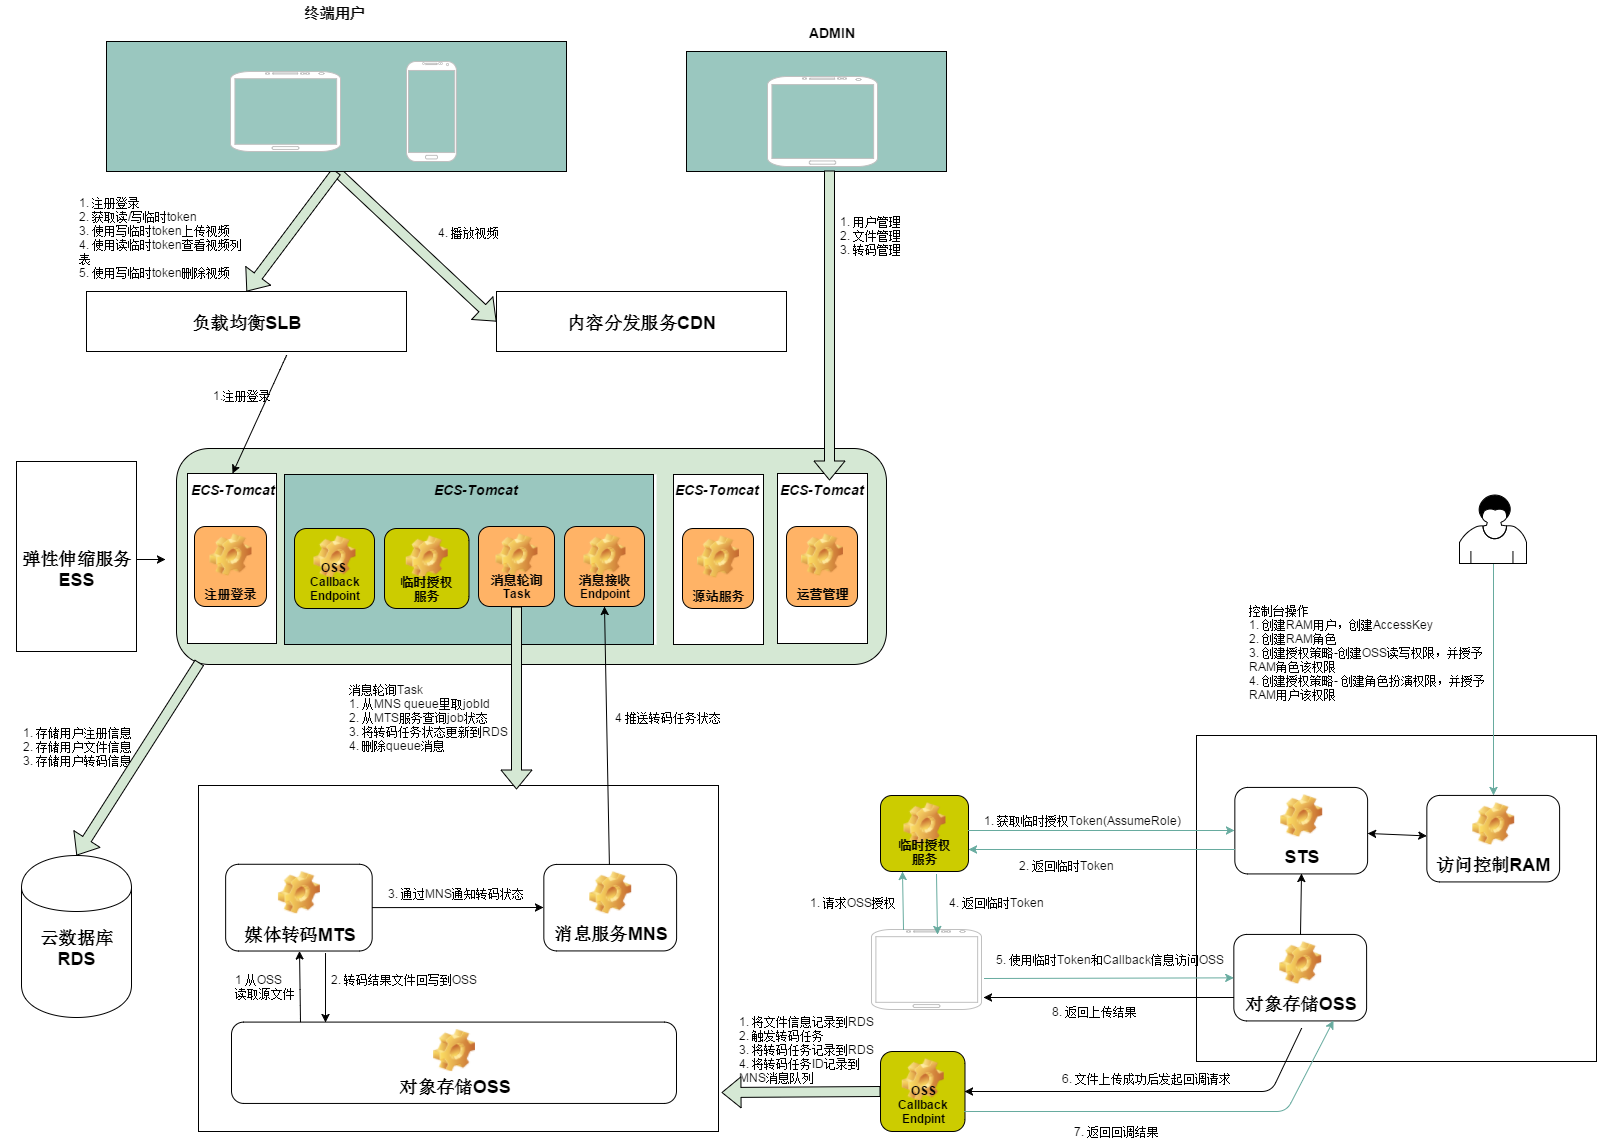 终端用户
ADMIN
1. 注册登录
2. 获取读/写临时token
3. 使用写临时token上传视频
4. 使用读临时token查看视频列
表
5. 使用写临时token删除视频
4. 播放视频
1. 用户管理
2. 文件管理
3. 转码管理
负载均衡SLB
内容分发服务CDN
1.注册登录
弹性伸缩服务
ESS
ECS-Tomcat
注册登录
ECS-Tomcat
OSS
Callback
Endpoint
临时授权
服务
消息轮询
Task
消息接收
Endpoint
ECS-Tomcat
源站服务
ECS-Tomcat
运营管理
控制台操作
1. 创建RAM用户，创建AccessKey
2. 创建RAM角色
3. 创建授权策略-创建OSS读写权限，并授予
RAM角色该权限
4. 创建授权策略- 创建角色扮演权限，并授予
RAM用户该权限
消息轮询Task
1. 从MNS queue里取jobId
2. 从MTS服务查询job状态
3. 将转码任务状态更新到RDS
4. 删除queue消息
4 推送转码任务状态
1. 存储用户注册信息
2. 存储用户文件信息
3. 存储用户转码信息
云数据库
RDS
媒体转码MTS
3. 通过MNS通知转码状态
消息服务MNS
1 从OSS
读取源文件
2. 转码结果文件回写到OSS
对象存储OSS
临时授权
服务
1. 获取临时授权Token(AssumeRole)
2. 返回临时Token
STS
访问控制RAM
1. 请求OSS授权
4. 返回临时Token
5. 使用临时Token和Callback信息访问OSS
8. 返回上传结果
对象存储OSS
1. 将文件信息记录到RDS
2. 触发转码任务
3. 将转码任务记录到RDS
4. 将转码任务ID记录到
MNS消息队列
OSS
Callback
Endpint
6. 文件上传成功后发起回调请求
7. 返回回调结果